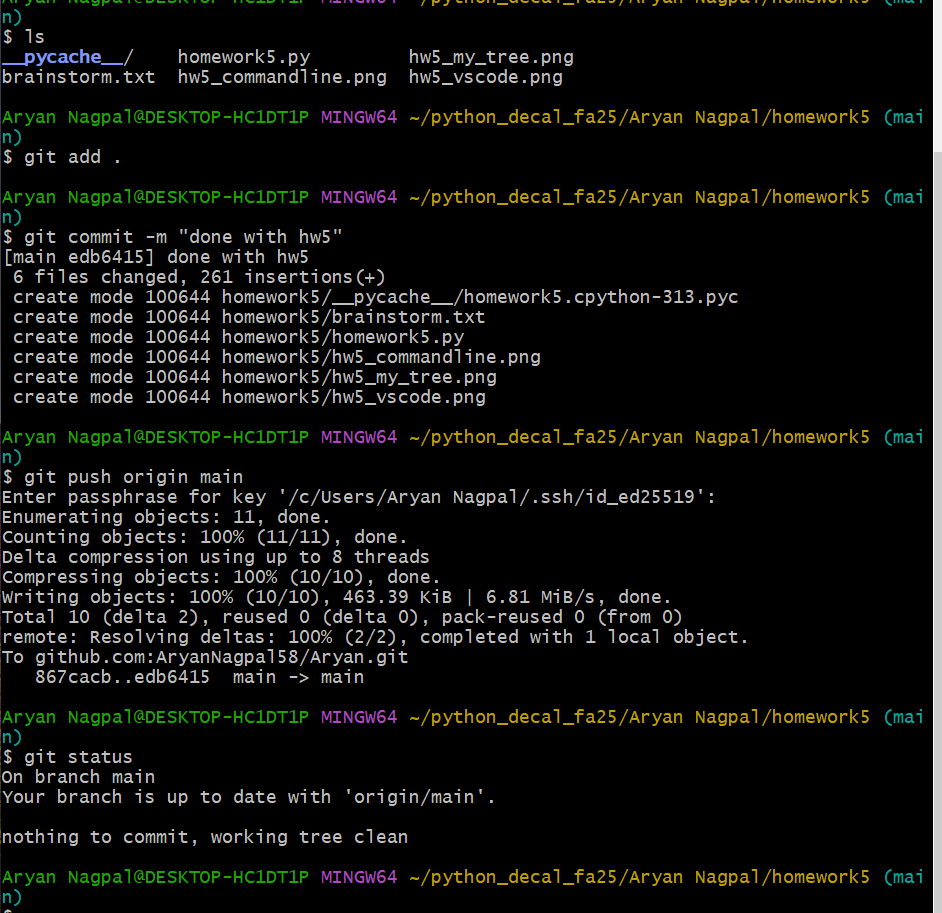 Aryan Nagpal@DESKTOP-HC1DT1P MINGW64 ~/python_decal_fa25/Aryan Nagpal/homework5 (mai
n)
$ ls
__pycache__/    homework5.py         hw5_my_tree.png
brainstorm.txt  hw5_commandline.png  hw5_vscode.png

Aryan Nagpal@DESKTOP-HC1DT1P MINGW64 ~/python_decal_fa25/Aryan Nagpal/homework5 (mai
n)
$ git add .

Aryan Nagpal@DESKTOP-HC1DT1P MINGW64 ~/python_decal_fa25/Aryan Nagpal/homework5 (mai
n)
$ git commit -m "done with hw5"
[main edb6415] done with hw5
 6 files changed, 261 insertions(+)
 create mode 100644 homework5/__pycache__/homework5.cpython-313.pyc
 create mode 100644 homework5/brainstorm.txt
 create mode 100644 homework5/homework5.py
 create mode 100644 homework5/hw5_commandline.png
 create mode 100644 homework5/hw5_my_tree.png
 create mode 100644 homework5/hw5_vscode.png

Aryan Nagpal@DESKTOP-HC1DT1P MINGW64 ~/python_decal_fa25/Aryan Nagpal/homework5 (mai
n)
$ git push origin main
Enter passphrase for key '/c/Users/Aryan Nagpal/.ssh/id_ed25519':
Enumerating objects: 11, done.
Counting objects: 100% (11/11), done.
Delta compression using up to 8 threads
Compressing objects: 100% (10/10), done.
Writing objects: 100% (10/10), 463.39 KiB | 6.81 MiB/s, done.
Total 10 (delta 2), reused 0 (delta 0), pack-reused 0 (from 0)
remote: Resolving deltas: 100% (2/2), completed with 1 local object.
To github.com:AryanNagpal58/Aryan.git
   867cacb..edb6415  main -> main

Aryan Nagpal@DESKTOP-HC1DT1P MINGW64 ~/python_decal_fa25/Aryan Nagpal/homework5 (mai
n)
$ git status
On branch main
Your branch is up to date with 'origin/main'.

nothing to commit, working tree clean

Aryan Nagpal@DESKTOP-HC1DT1P MINGW64 ~/python_decal_fa25/Aryan Nagpal/homework5 (mai
n)
$